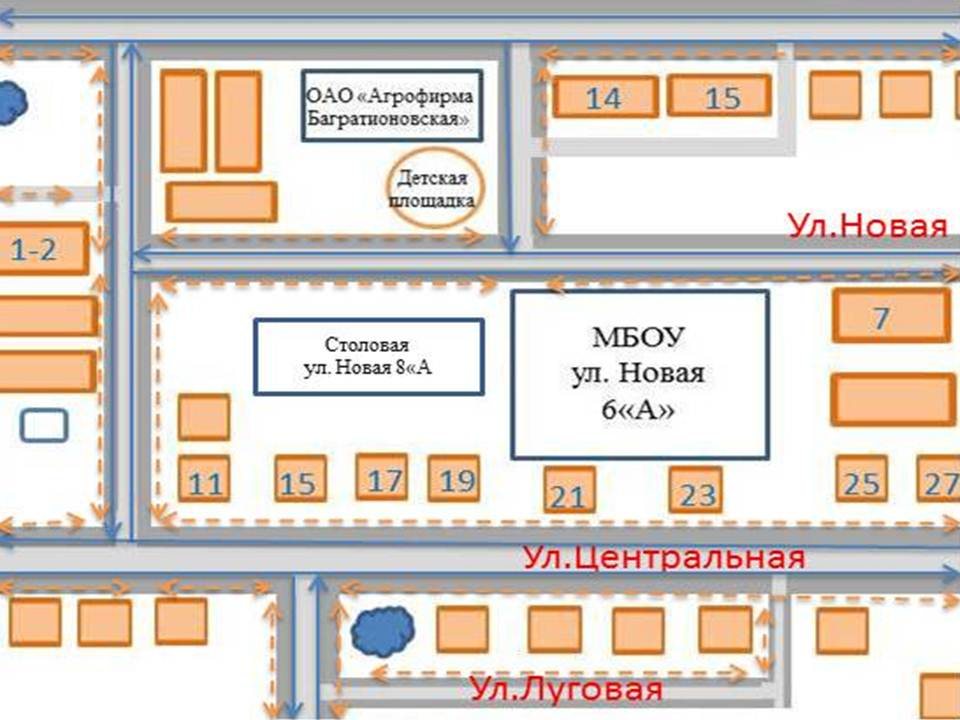 ОАО «Агрофирма
Багратионовская»
14
15
Детская
площадка
Ул.Новая
1-2
МБОУ
ул. Новая
6«А»
7
Столовая
ул. Новая 8«А
11
15
17
19
21
23
25
27
Ул.Центральная
Ул.Луговая